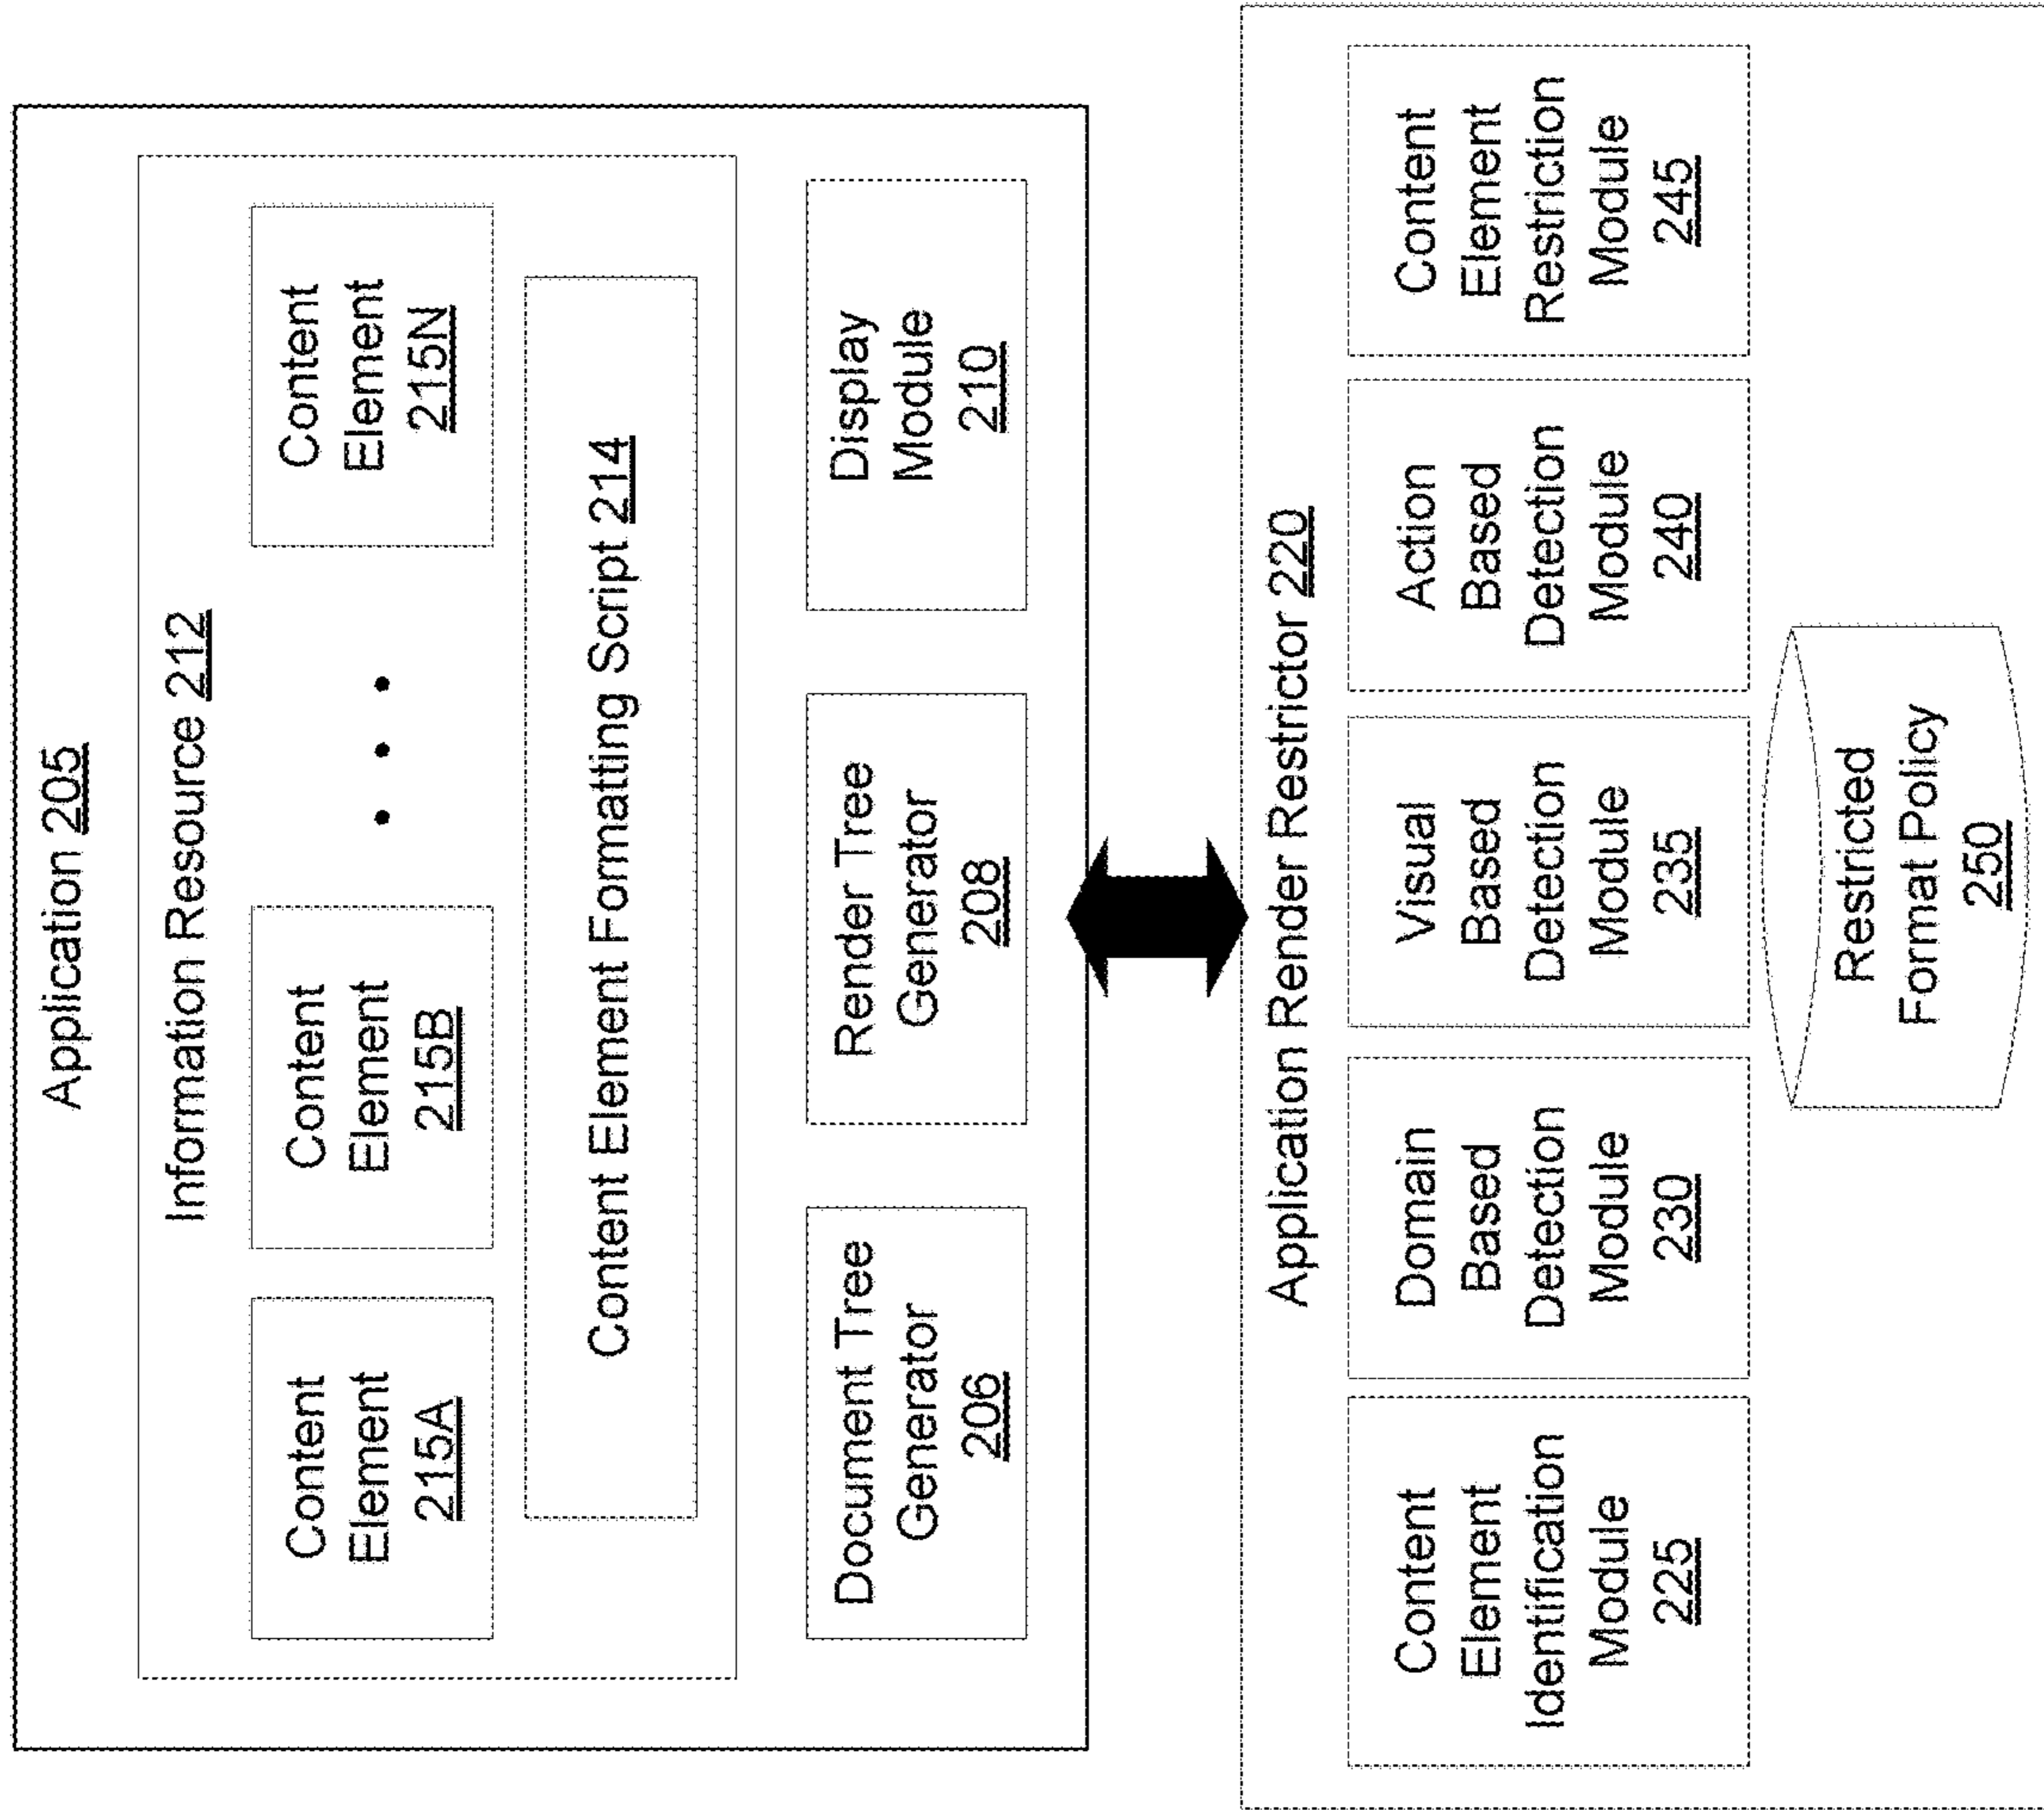 Application 205
Information Resource 212
Content
Element
215A
Content
Element
215B
Content
Element
215N
Content Element Formatting Script 214
Document Tree
Generator
206
Render Tree
Generator
208
Display
Module
210
Application Render Restrictor 220
Content
Element
Identification
Module
225
Domain
Based
Detection
Module
230
Visual
Based
Detection
Module
235
Action
Based
Detection
Module
240
Content
Element
Restriction
Module
245
Restricted
Format Policy
250